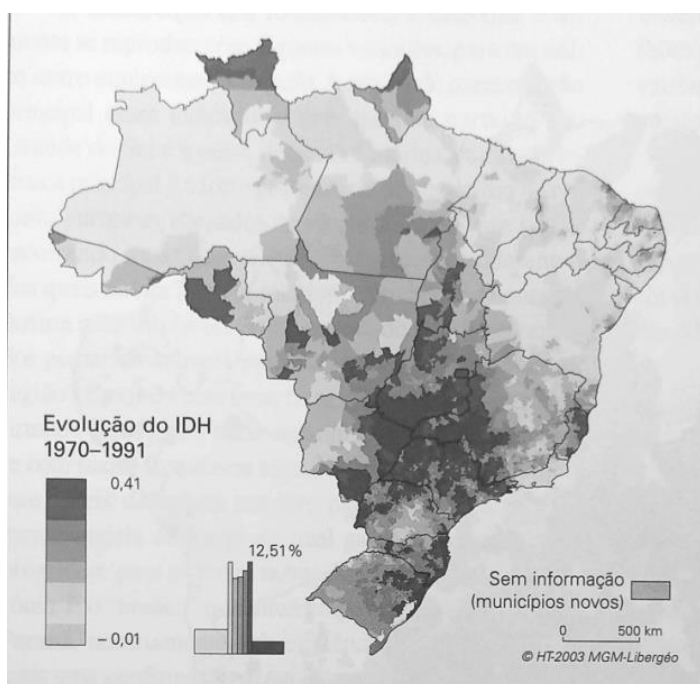 Evolução do IDH
1970–1991
0,41
– 0,01
12,51%
Sem informação
(municípios novos)
0 500 km
© HT-2003 MGM-Libergéo